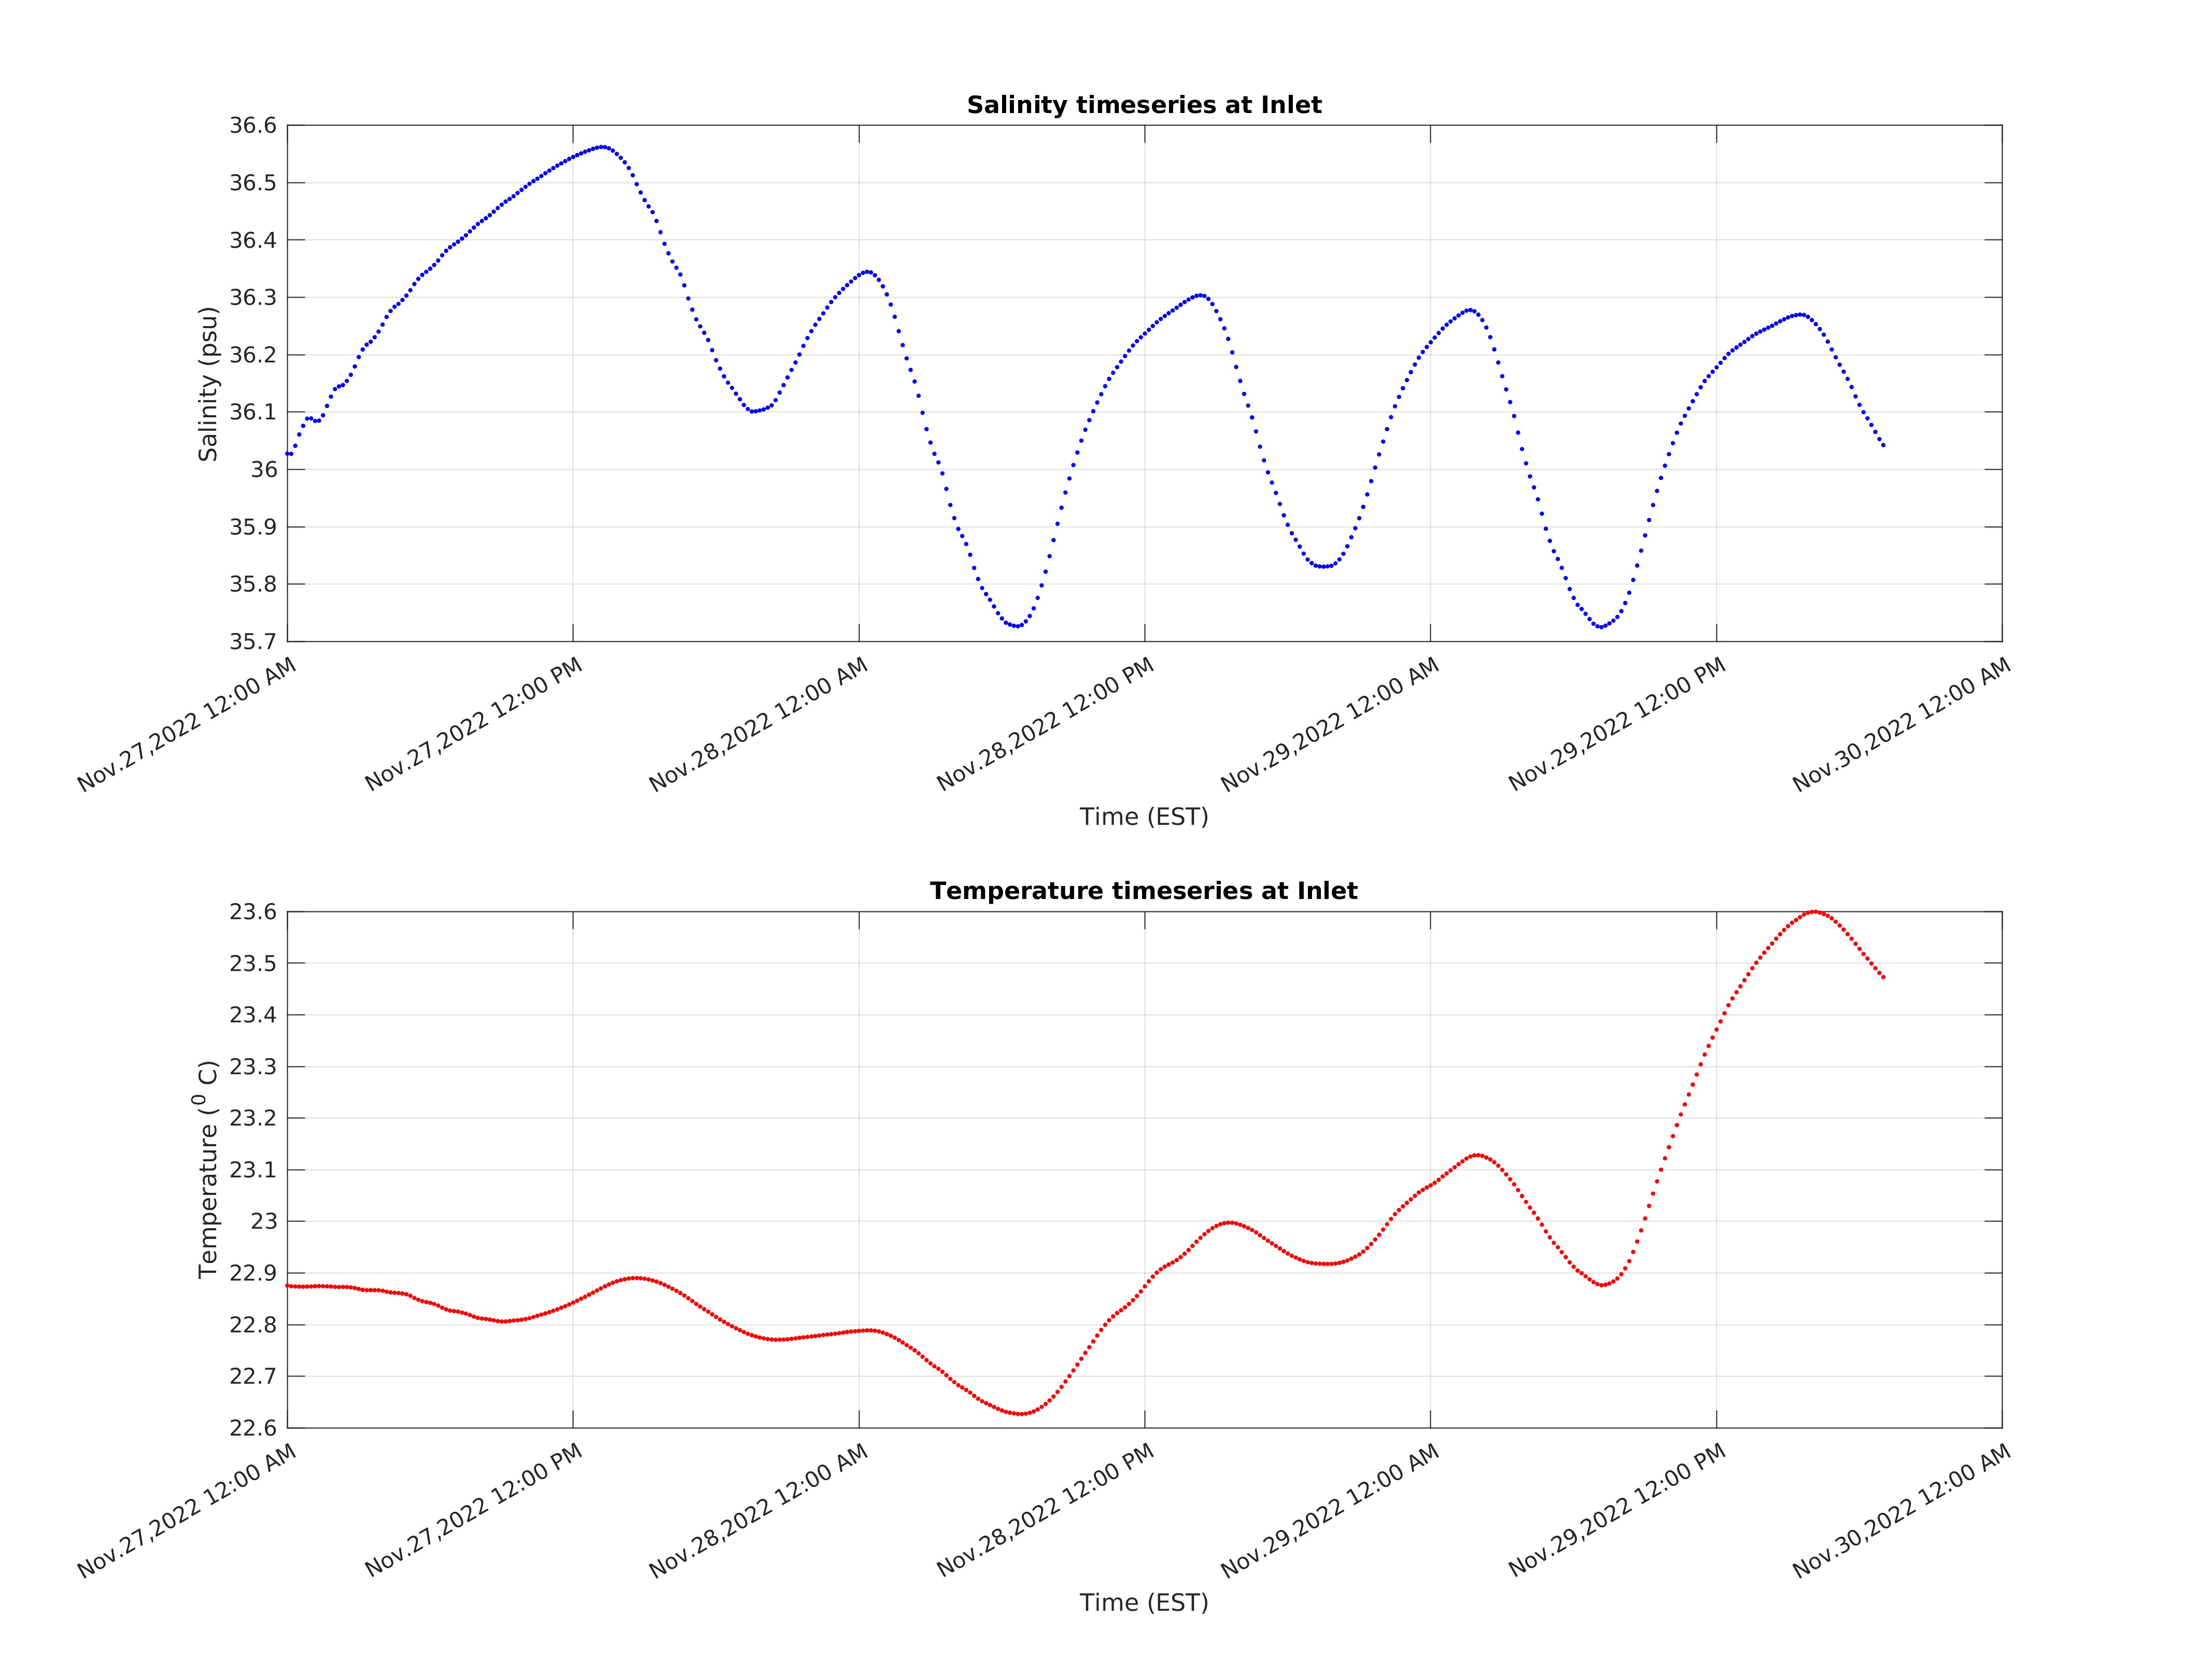 Salinity timeseries at Inlet
36.6
36.5
36.4
36.3
36.2
36.1
36
35.9
35.8
35.7
Salinity (psu)
Nov.27,2022 12:00 AM
Nov.27,2022 12:00 PM
Nov.28,2022 12:00 AM
Nov.28,2022 12:00 PM
Nov.29,2022 12:00 AM
Nov.29,2022 12:00 PM
Nov.30,2022 12:00 AM
Time (EST)
Temperature timeseries at Inlet
23.6
23.5
23.4
23.3
23.2
23.1
23
22.9
22.8
22.7
22.6
Temperature (⁰ C)
Nov.27,2022 12:00 AM
Nov.27,2022 12:00 PM
Nov.28,2022 12:00 AM
Nov.28,2022 12:00 PM
Nov.29,2022 12:00 AM
Nov.29,2022 12:00 PM
Nov.30,2022 12:00 AM
Time (EST)